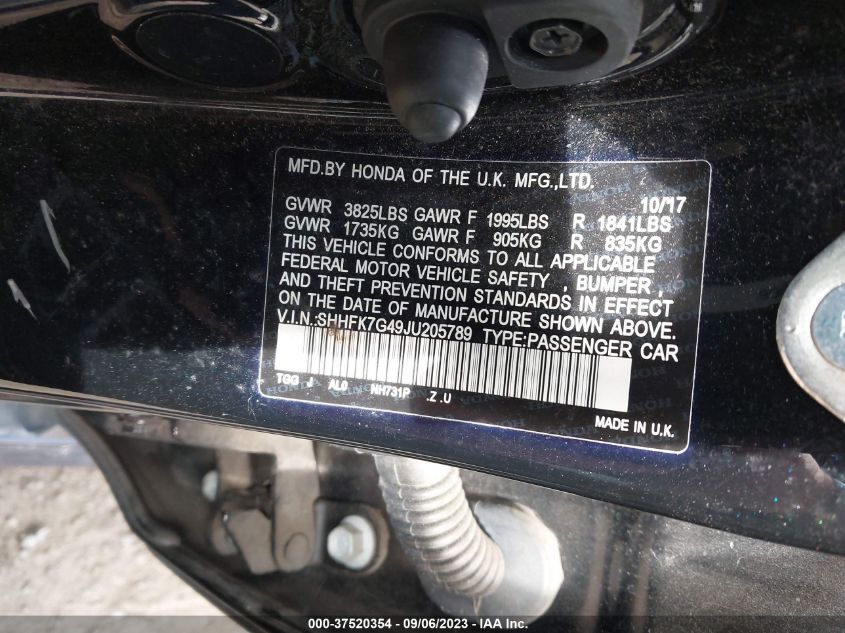 MFD.BY HONDA OF THE U.K. MFG.,LTD.
10/17
GVWR 3825LBS GAWR F 1995LBS R 1841LBS
GVWR 1735KG GAWR F 905KG R 835KG
THIS VEHICLE CONFORMS TO ALL APPLICABLE
FEDERAL MOTOR VEHICLE SAFETY , BUMPER ,
AND THEFT PREVENTION STANDARDS IN EFFECT
ON THE DATE OF MANUFACTURE SHOWN ABOVE.
V.I.N.:SHHFK7G49JU205789 TYPE:PASSENGER CAR
TGG J AL0 NH731P .Z .U
MADE IN U.K.
000-37520354 - 09/06/2023 - IAA Inc.